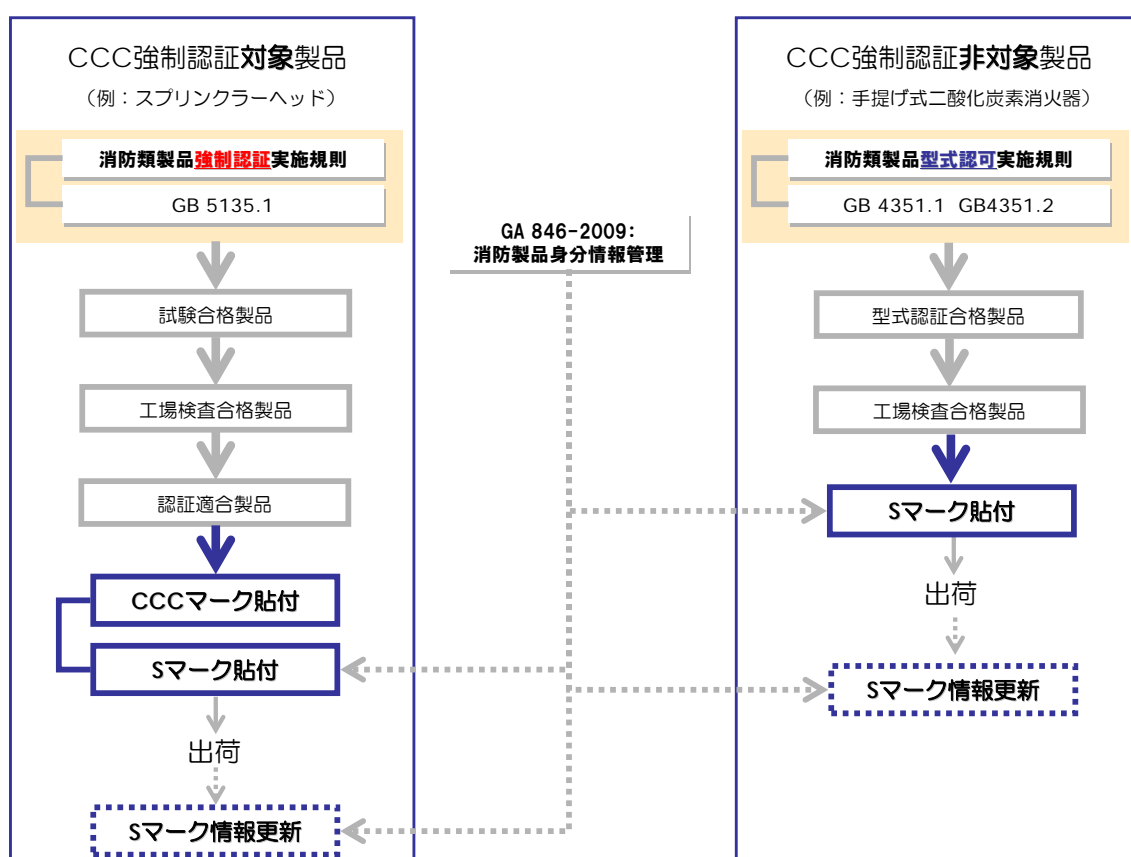 CCC強制認証対象製品
（例：スプリンクラーヘッド）
消防類製品強制認証実施規則
GB 5135.1
試験合格製品
工場検査合格製品
認証適合製品
CCCマーク貼付
Sマーク貼付
出荷
Sマーク情報更新
GA 846-2009:
消防製品身分情報管理
CCC強制認証非対象製品
（例：手提げ式二酸化炭素消火器）
消防類製品型式認可実施規則
GB 4351.1 GB4351.2
型式認証合格製品
工場検査合格製品
Sマーク貼付
出荷
Sマーク情報更新